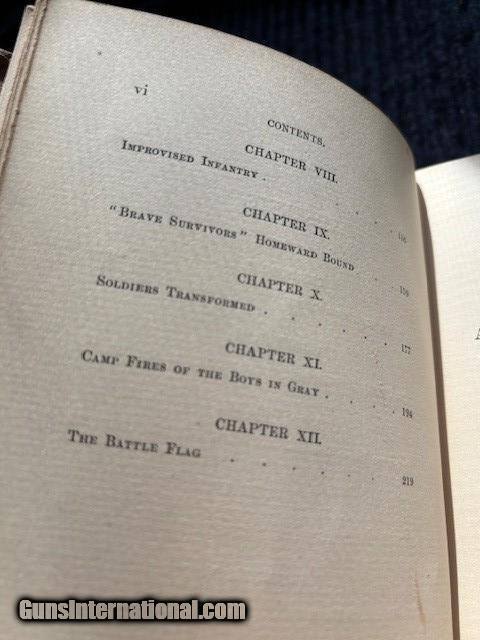 vi
CONTENTS.
CHAPTER VIII.
IMPROVISED INFANTRY . . . . .
CHAPTER IX.
"BRAVE SURVIVORS" HOMEWARD BOUND .
CHAPTER X.
SOLDIERS TRANSFORMED . . . . . . . 177
CHAPTER XI.
CAMP FIRES OF THE BOYS IN GRAY . . . . 194
CHAPTER XII.
THE BATTLE FLAG . . . . . . 219
GunsInternational.com